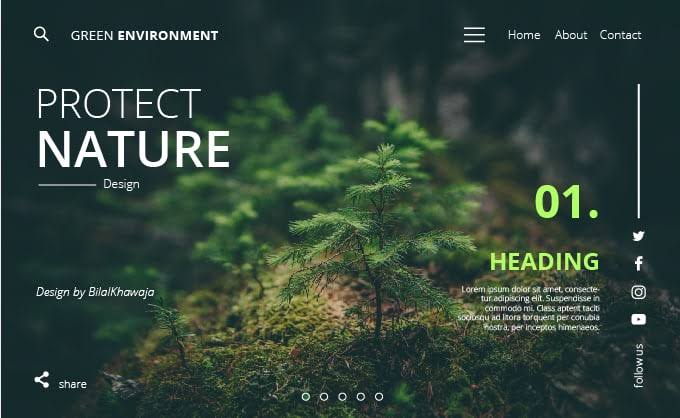 GREEN ENVIRONMENT
Home About Contact
PROTECT
NATURE
Design
01.
HEADING
Lorem ipsum dolor sit amet, consecte-
tur adipiscing elit. Suspendisse in
commodo mi. Class aptent taciti
sociosqu ad litora torquent per conubia
nostra, per inceptos himenaeos.
Design by BilalKhawaja
follow us
share